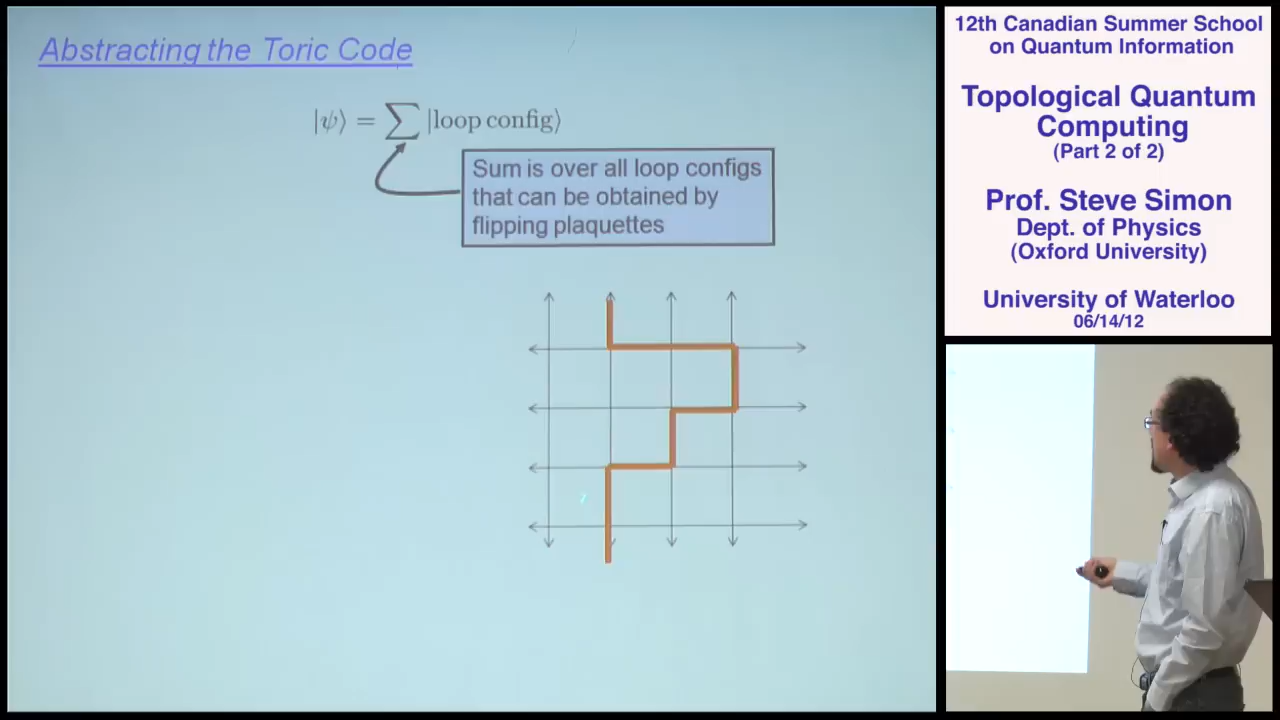 Abstracting the Toric Code
|ψ⟩ = ∑ |loop config⟩
Sum is over all loop configs
that can be obtained by
flipping plaquettes
12th Canadian Summer School
on Quantum Information
Topological Quantum
Computing
(Part 2 of 2)
Prof. Steve Simon
Dept. of Physics
(Oxford University)
University of Waterloo
06/14/12